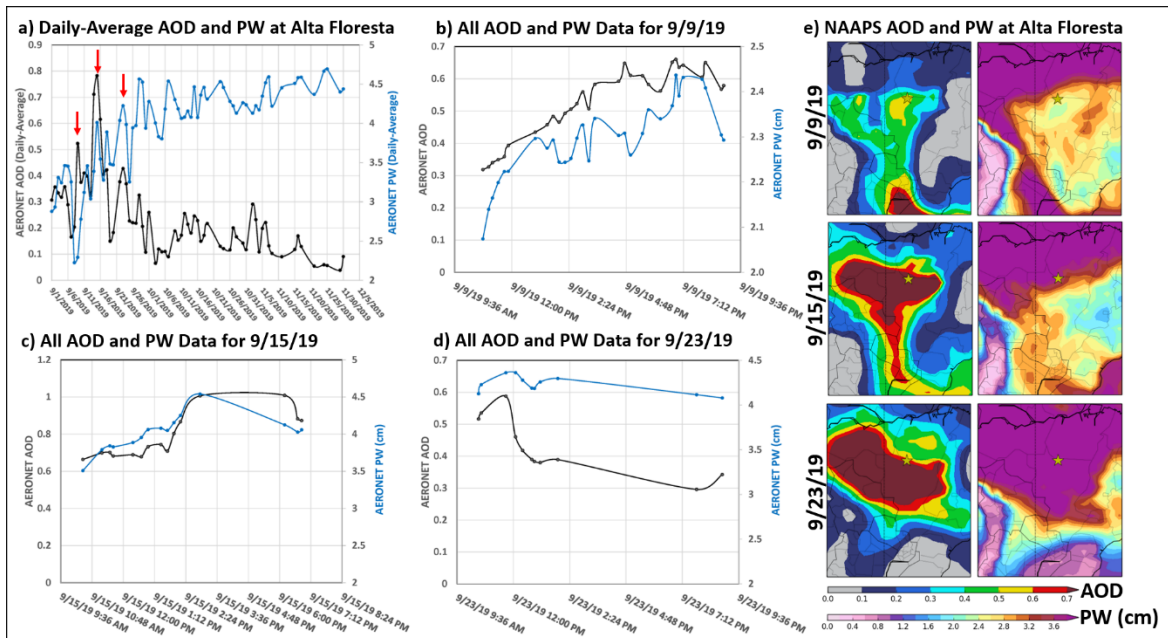 a) Daily-Average AOD and PW at Alta Floresta
0.9
0.8
0.7
0.6
0.5
0.4
0.3
0.2
0.1
0
AERONET AOD (Daily-Average)
5
4.5
4
3.5
3
2.5
2
AERONET PW (Daily-Average)
9/1/2019
9/6/2019
9/11/2019
9/16/2019
9/21/2019
9/26/2019
10/1/2019
10/6/2019
10/11/2019
10/16/2019
10/21/2019
10/26/2019
10/31/2019
11/5/2019
11/10/2019
11/15/2019
11/20/2019
11/25/2019
11/30/2019
12/5/2019
b) All AOD and PW Data for 9/9/19
0.7
0.6
0.5
0.4
0.3
0.2
0.1
0
AERONET AOD
2.5
2.4
2.3
2.2
2.1
2.0
AERONET PW (cm)
9/9/19 9:36 AM
9/9/19 12:00 PM
9/9/19 2:24 PM
9/9/19 4:48 PM
9/9/19 7:12 PM
9/9/19 9:36 PM
c) All AOD and PW Data for 9/15/19
1.2
1
0.8
0.6
0.4
0.2
0
AERONET AOD
5
4.5
4
3.5
3
2.5
2
AERONET PW (cm)
9/15/19 9:36 AM
9/15/19 10:48 AM
9/15/19 12:00 PM
9/15/19 1:12 PM
9/15/19 2:24 PM
9/15/19 3:36 PM
9/15/19 4:48 PM
9/15/19 6:00 PM
9/15/19 7:12 PM
9/15/19 8:24 PM
d) All AOD and PW Data for 9/23/19
0.7
0.6
0.5
0.4
0.3
0.2
0.1
0
AERONET AOD
4.5
4
3.5
3
2.5
2
AERONET PW (cm)
9/23/19 9:36 AM
9/23/19 12:00 PM
9/23/19 2:24 PM
9/23/19 4:48 PM
9/23/19 7:12 PM
9/23/19 9:36 PM
e) NAAPS AOD and PW at Alta Floresta
9/9/19
9/15/19
9/23/19
0.0 0.1 0.2 0.3 0.4 0.5 0.6 0.7
AOD
0.0 0.4 0.8 1.2 1.6 2.0 2.4 2.8 3.2 3.6
PW (cm)